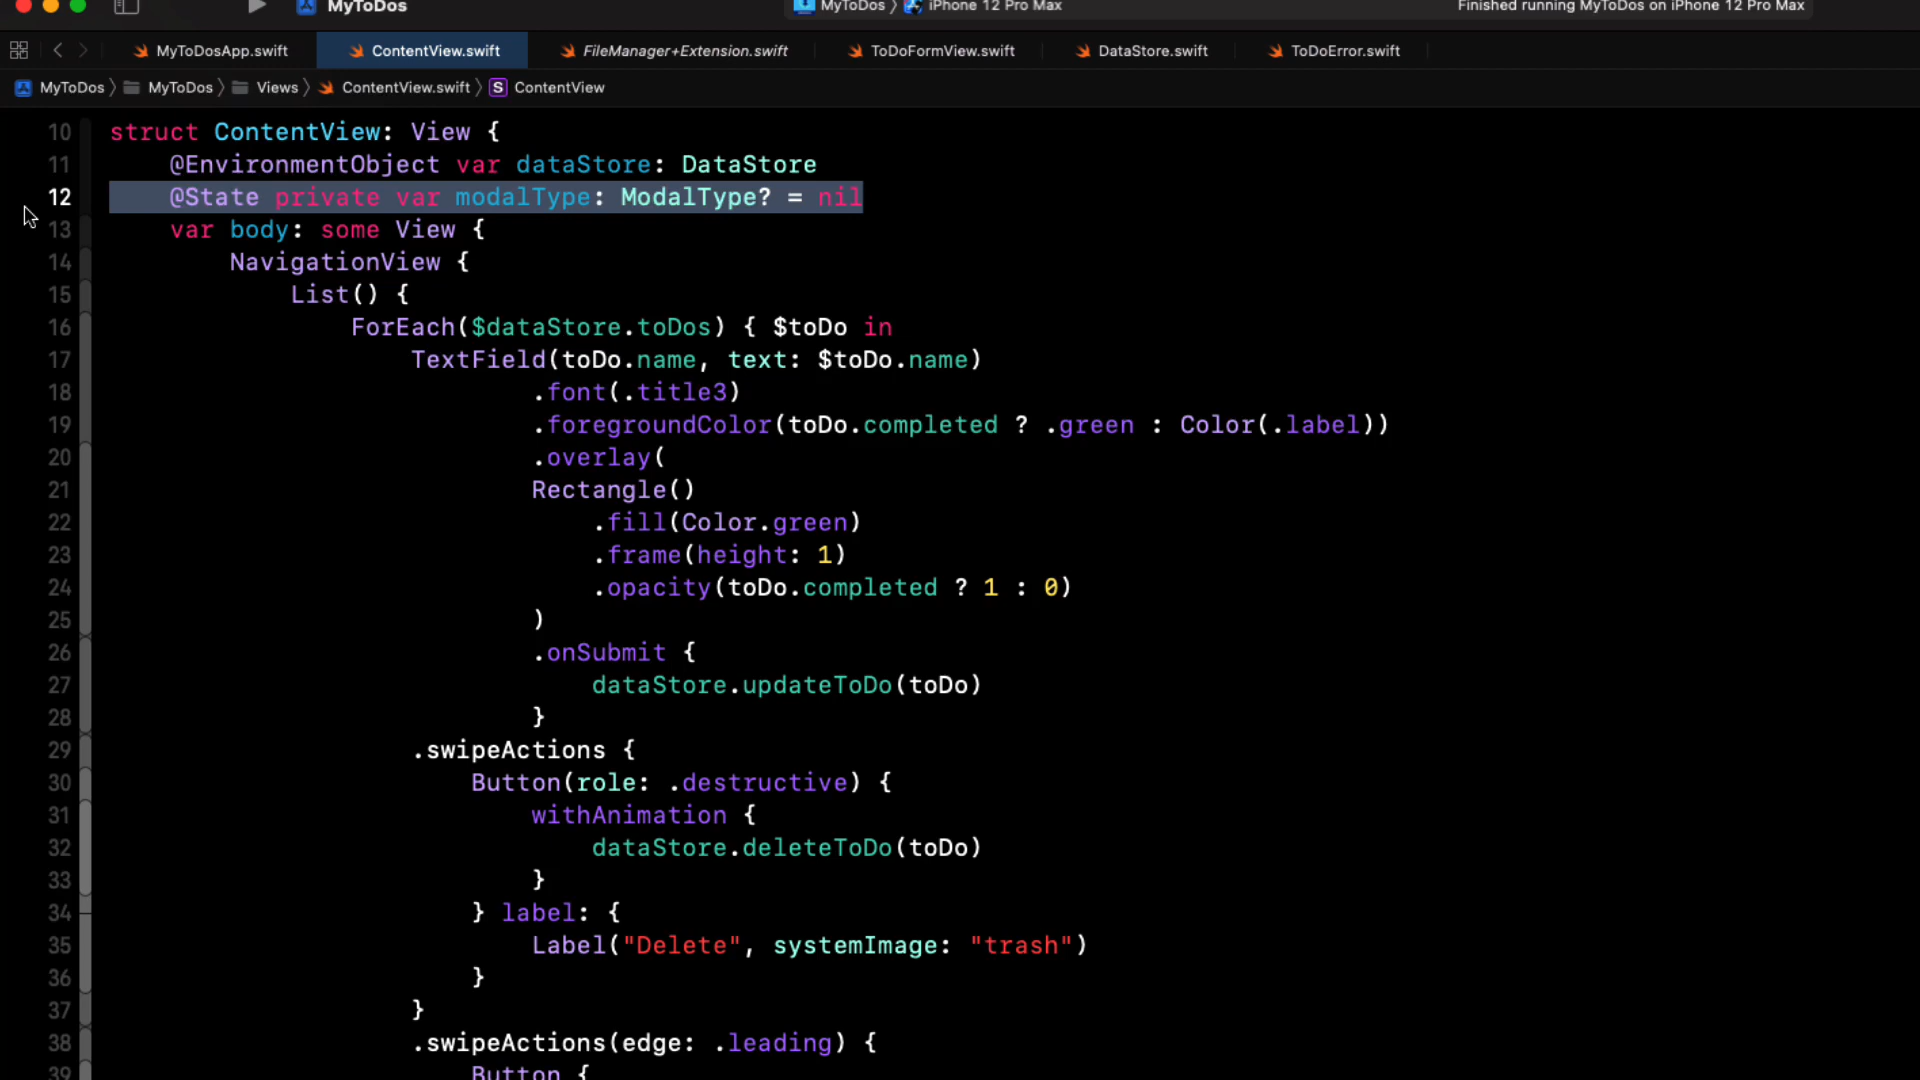 MyToDos
MyToDos 〉 iPhone 12 Pro Max
Finished running MyToDos on iPhone 12 Pro Max
MyToDosApp.swift
ContentView.swift
FileManager+Extension.swift
ToDoFormView.swift
DataStore.swift
ToDoError.swift
MyToDos 〉 MyToDos 〉 Views 〉 ContentView.swift 〉 S ContentView
10 struct ContentView: View {
11 @EnvironmentObject var dataStore: DataStore
12 @State private var modalType: ModalType? = nil
13 var body: some View {
14 NavigationView {
15 List() {
16 ForEach($dataStore.toDos) { $toDo in
17 TextField(toDo.name, text: $toDo.name)
18 .font(.title3)
19 .foregroundColor(toDo.completed ? .green : Color(.label))
20 .overlay(
21 Rectangle()
22 .fill(Color.green)
23 .frame(height: 1)
24 .opacity(toDo.completed ? 1 : 0)
25 )
26 .onSubmit {
27 dataStore.updateToDo(toDo)
28 }
29 .swipeActions {
30 Button(role: .destructive) {
31 withAnimation {
32 dataStore.deleteToDo(toDo)
33 }
34 } label: {
35 Label("Delete", systemImage: "trash")
36 }
37 }
38 .swipeActions(edge: .leading) {
39 Button {